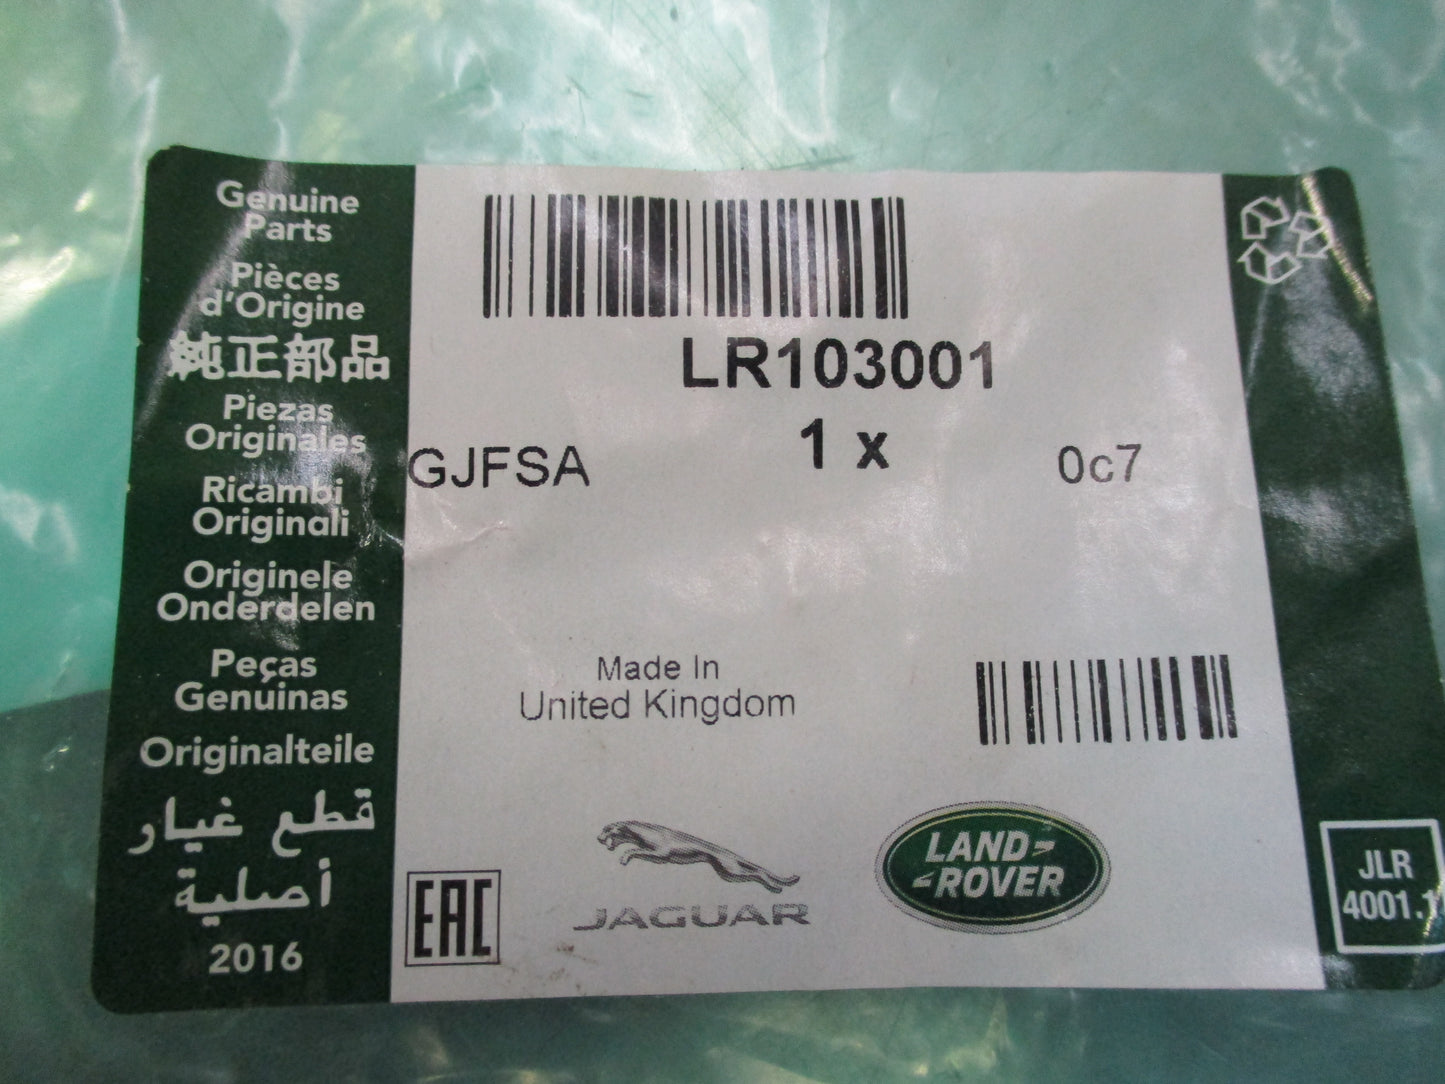 Genuine
Parts
Pièces
d'Origine
純正部品
Piezas
Originales
Ricambi
Originali
Originele
Onderdelen
Peças
Genuinas
Originalteile
قطع غيار
أصلية
2016
LR103001
1 x
GJFSA
0c7
Made In
United Kingdom
EAC
JAGUAR
LAND-
-ROVER
JLR